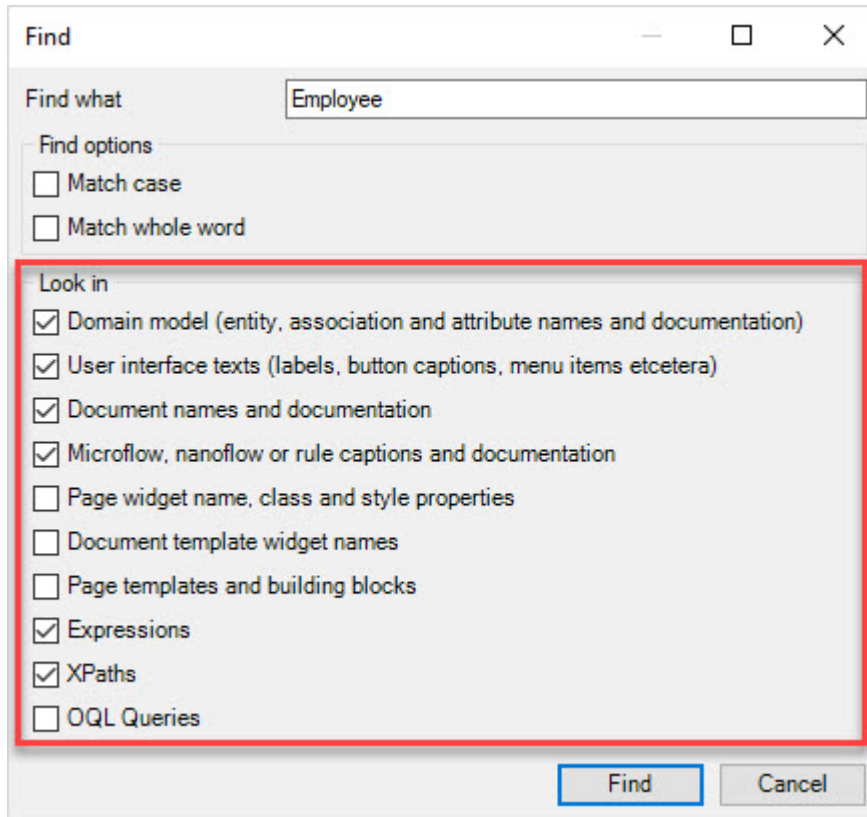 Find
Find what Employee
Find options
Match case
Match whole word
Look in
Domain model (entity, association and attribute names and documentation)
User interface texts (labels, button captions, menu items etcetera)
Document names and documentation
Microflow, nanoflow or rule captions and documentation
Page widget name, class and style properties
Document template widget names
Page templates and building blocks
Expressions
XPaths
OQL Queries
Find Cancel